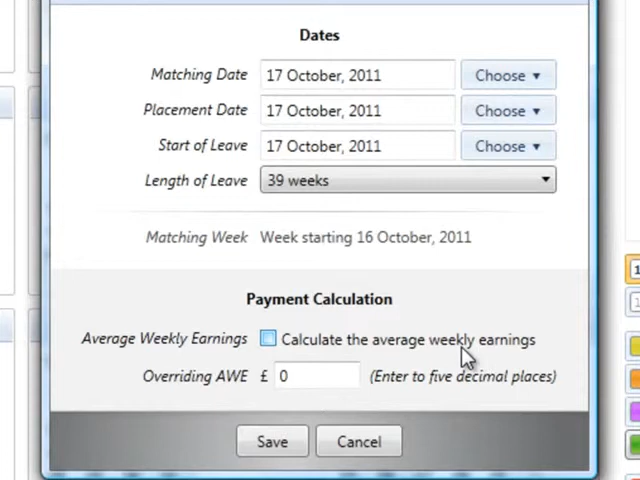 Dates
Matching Date 17 October, 2011 Choose
Placement Date 17 October, 2011 Choose
Start of Leave 17 October, 2011 Choose
Length of Leave 39 weeks
Matching Week Week starting 16 October, 2011
Payment Calculation
Average Weekly Earnings Calculate the average weekly earnings
Overriding AWE £ 0 (Enter to five decimal places)
Save Cancel